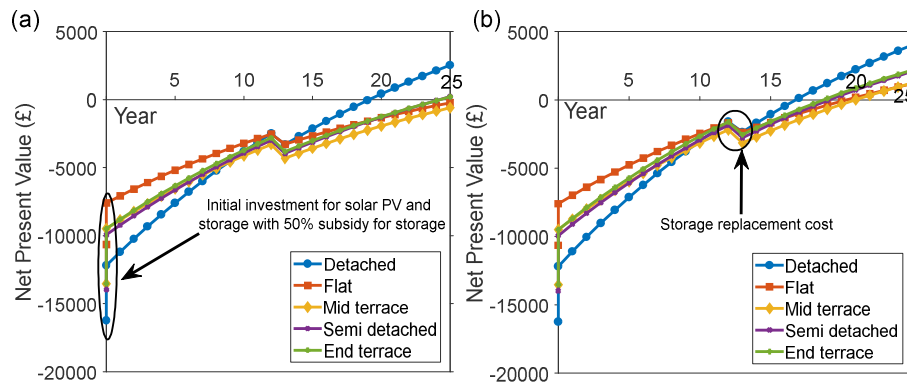 (a)
5000
0
-5000
-10000
-15000
-20000
Net Present Value (£)
Year
5
10
15
20
25
Initial investment for solar PV and
storage with 50% subsidy for storage
Detached
Flat
Mid terrace
Semi detached
End terrace
(b)
5000
0
-5000
-10000
-15000
-20000
Net Present Value (£)
Year
5
10
15
20
25
Storage replacement cost
Detached
Flat
Mid terrace
Semi detached
End terrace